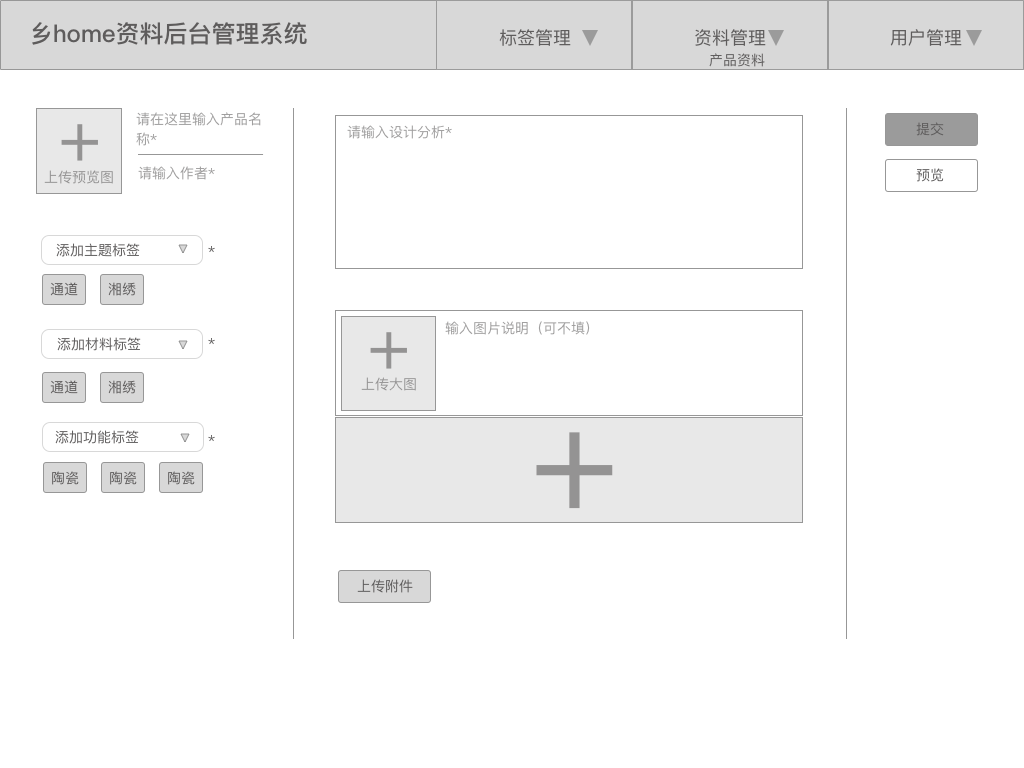 乡home资料后台管理系统
标签管理
资料管理
产品资料
用户管理
上传预览图
请在这里输入产品名
称*
请输入作者*
添加主题标签 *
通道 湘绣
添加材料标签 *
通道 湘绣
添加功能标签 *
陶瓷 陶瓷 陶瓷
请输入设计分析*
上传大图
输入图片说明（可不填）
上传附件
提交
预览